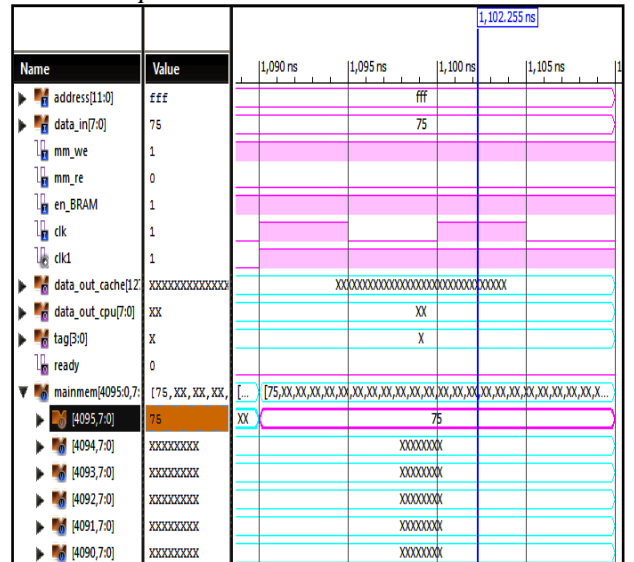 1,102.255 ns
Name Value 1,090 ns 1,095 ns 1,100 ns 1,105 ns 1
address[11:0] fff fff
data_in[7:0] 75 75
mm_we 1
mm_re 0
en_BRAM 1
clk 1
clk1 1
data_out_cache[12 XXXXXXXXXXXXX XXXXXXXXXXXXXXXXXXXXXXXXXXXXXXXX
data_out_cpu[7:0] XX XX
tag[3:0] X X
ready 0
mainmem[4095:0,7: [75,XX,XX,XX, [... [75,XX,XX,XX,XX,XX,XX,XX,XX,XX,XX,XX,XX,XX,XX,XX,XX,XX,XX,X...
[4095,7:0] 75 XX 75
[4094,7:0] XXXXXXXX XXXXXXXX
[4093,7:0] XXXXXXXX XXXXXXXX
[4092,7:0] XXXXXXXX XXXXXXXX
[4091,7:0] XXXXXXXX XXXXXXXX
[4090,7:0] XXXXXXXX XXXXXXXX